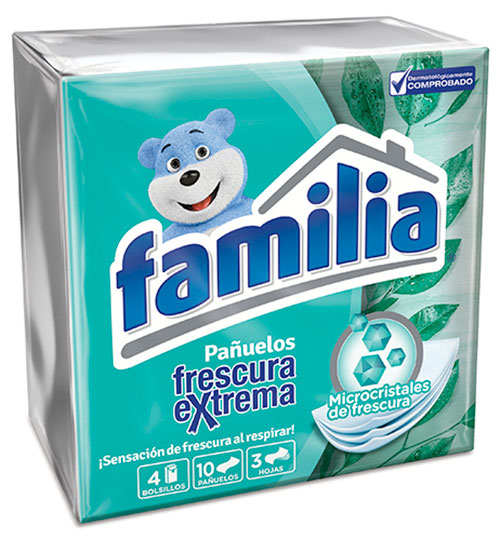 Dermatológicamente
COMPROBADO
familia
Pañuelos
frescura
eXtrema
Microcristales
de frescura
¡Sensación de frescura al respirar!
4
BOLSILLOS
10
PAÑUELOS
3
HOJAS